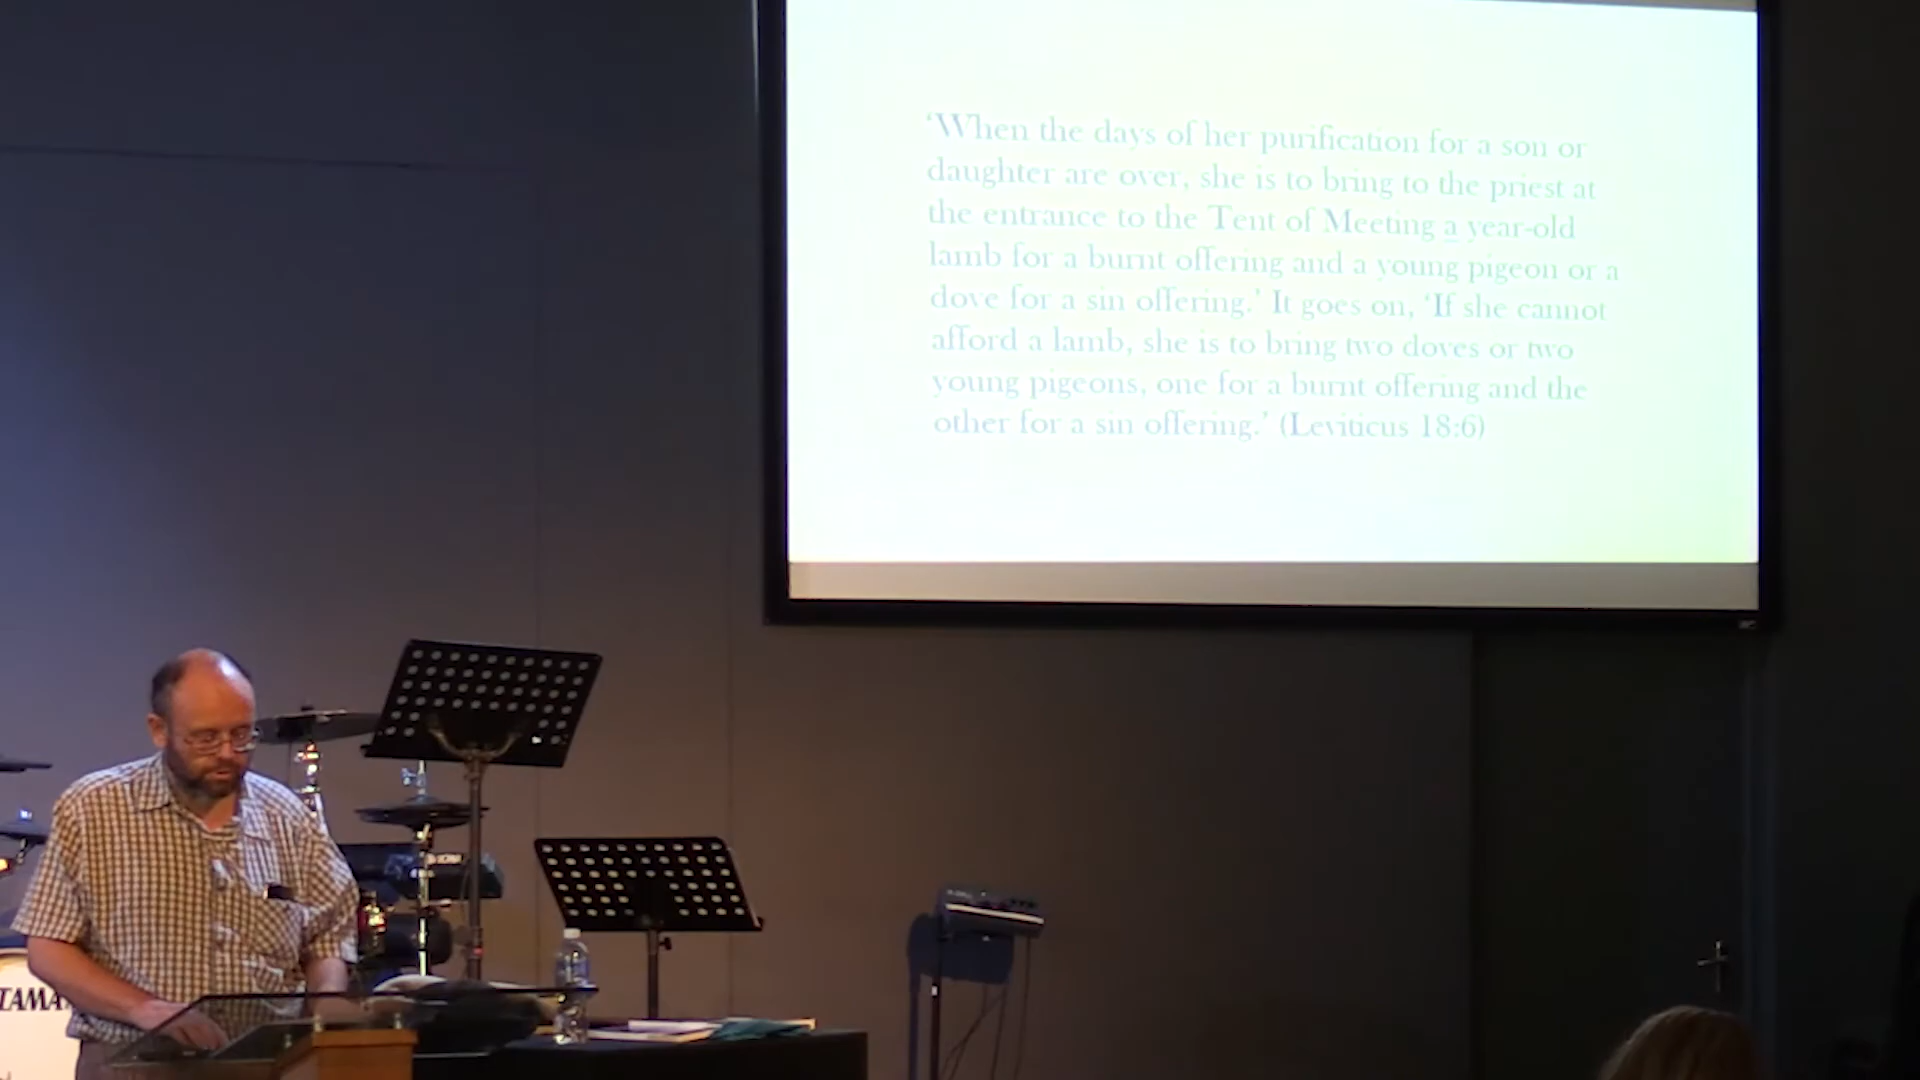 ‘When the days of her purification for a son or
daughter are over, she is to bring to the priest at
the entrance to the Tent of Meeting a year-old
lamb for a burnt offering and a young pigeon or a
dove for a sin offering.’ It goes on, ‘If she cannot
afford a lamb, she is to bring two doves or two
young pigeons, one for a burnt offering and the
other for a sin offering.’ (Leviticus 18:6)
TAMA